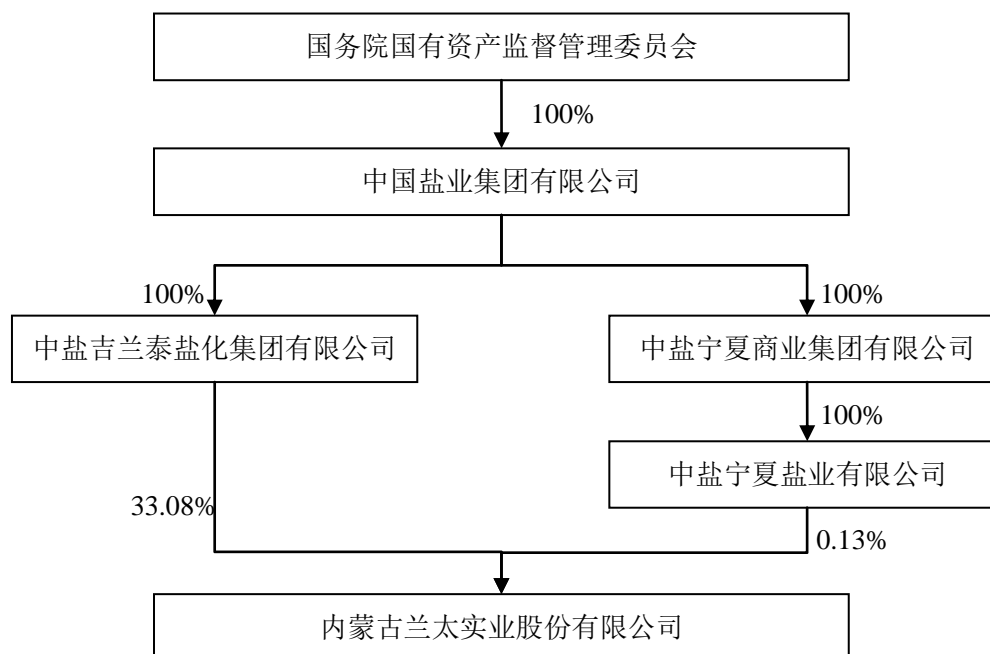 国务院国有资产监督管理委员会
100%
中国盐业集团有限公司
100%
100%
中盐吉兰泰盐化集团有限公司
中盐宁夏商业集团有限公司
100%
中盐宁夏盐业有限公司
33.08%
0.13%
内蒙古兰太实业股份有限公司